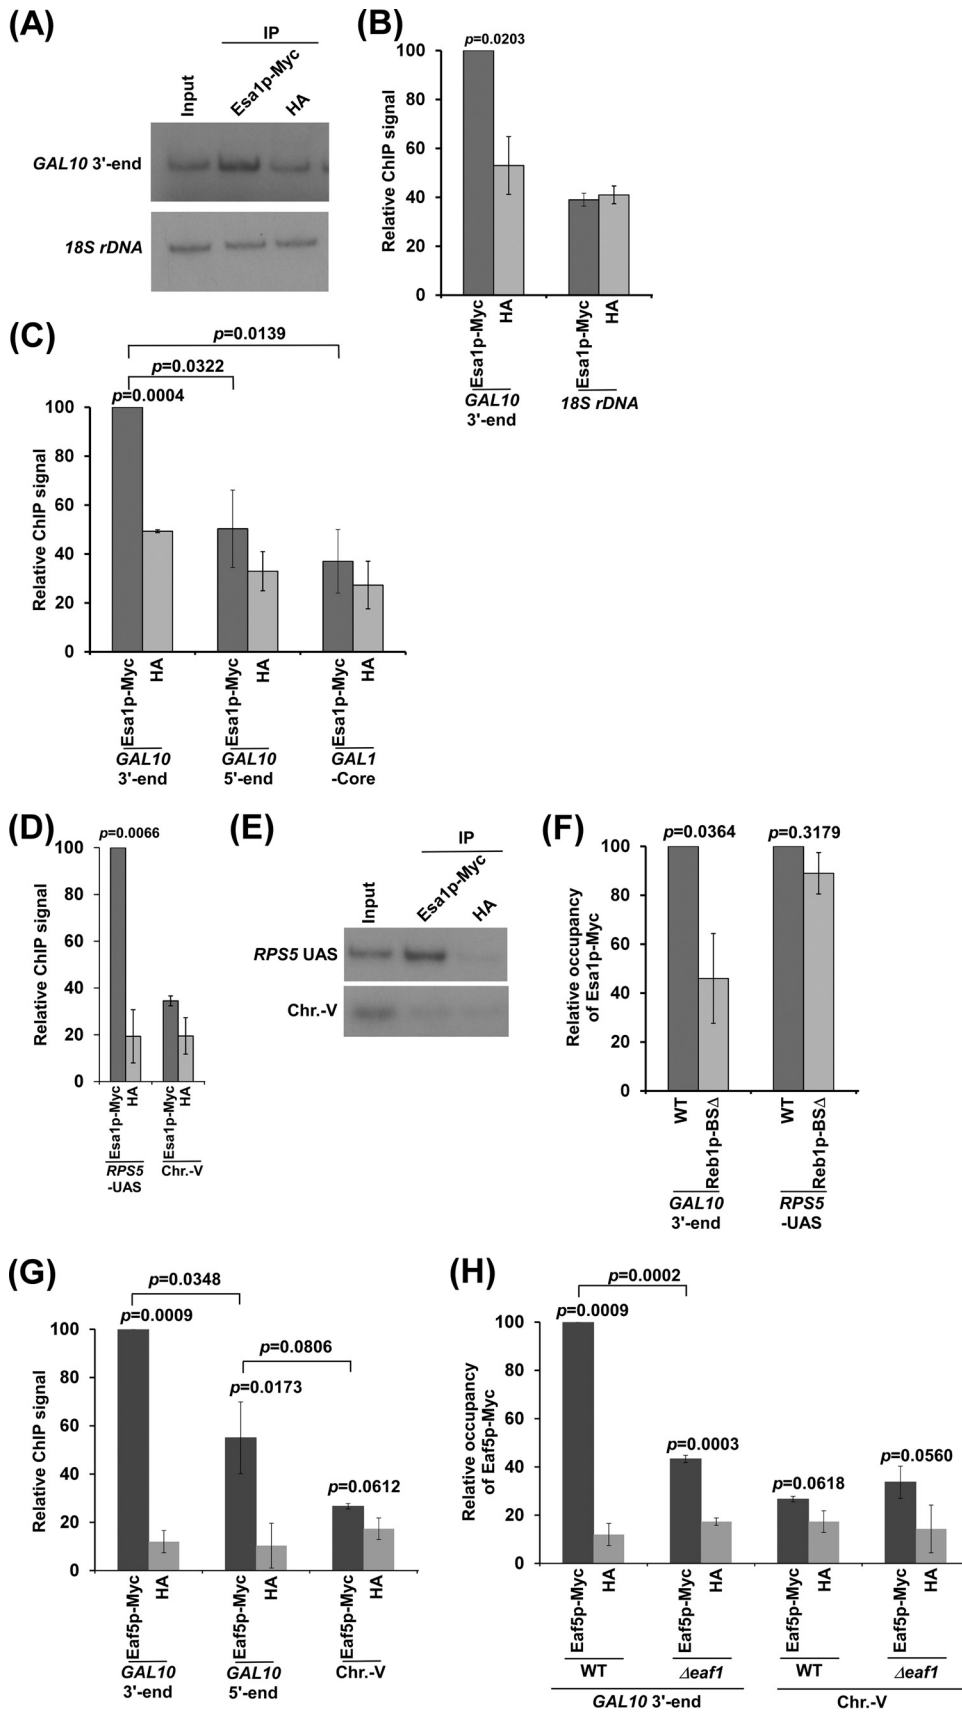 (A)
IP
Input
Esa1p-Myc
HA
GAL10 3'-end
18S rDNA
(B)
p=0.0203
Relative ChIP signal
100
80
60
40
20
0
Esa1p-Myc
HA
Esa1p-Myc
HA
GAL10
3'-end
18S rDNA
(C)
p=0.0139
p=0.0322
p=0.0004
Relative ChIP signal
100
80
60
40
20
0
Esa1p-Myc
HA
Esa1p-Myc
HA
Esa1p-Myc
HA
GAL10
3'-end
GAL10
5'-end
GAL1
-Core
(D)
p=0.0066
Relative ChIP signal
100
80
60
40
20
0
Esa1p-Myc
HA
Esa1p-Myc
HA
RPS5
-UAS
Chr.-V
(E)
IP
Input
Esa1p-Myc
HA
RPS5 UAS
Chr.-V
(F)
p=0.0364
p=0.3179
Relative occupancy
of Esa1p-Myc
100
80
60
40
20
0
WT
Reb1p-BSΔ
WT
Reb1p-BSΔ
GAL10
3'-end
RPS5
-UAS
(G)
p=0.0348
p=0.0009
p=0.0806
p=0.0173
p=0.0612
Relative ChIP signal
100
80
60
40
20
0
Eaf5p-Myc
HA
Eaf5p-Myc
HA
Eaf5p-Myc
HA
GAL10
3'-end
GAL10
5'-end
Chr.-V
(H)
p=0.0002
p=0.0009
p=0.0003
p=0.0618
p=0.0560
Relative occupancy
of Eaf5p-Myc
100
80
60
40
20
0
Eaf5p-Myc
HA
Eaf5p-Myc
HA
Eaf5p-Myc
HA
Eaf5p-Myc
HA
WT
Δeaf1
WT
Δeaf1
GAL10 3'-end
Chr.-V